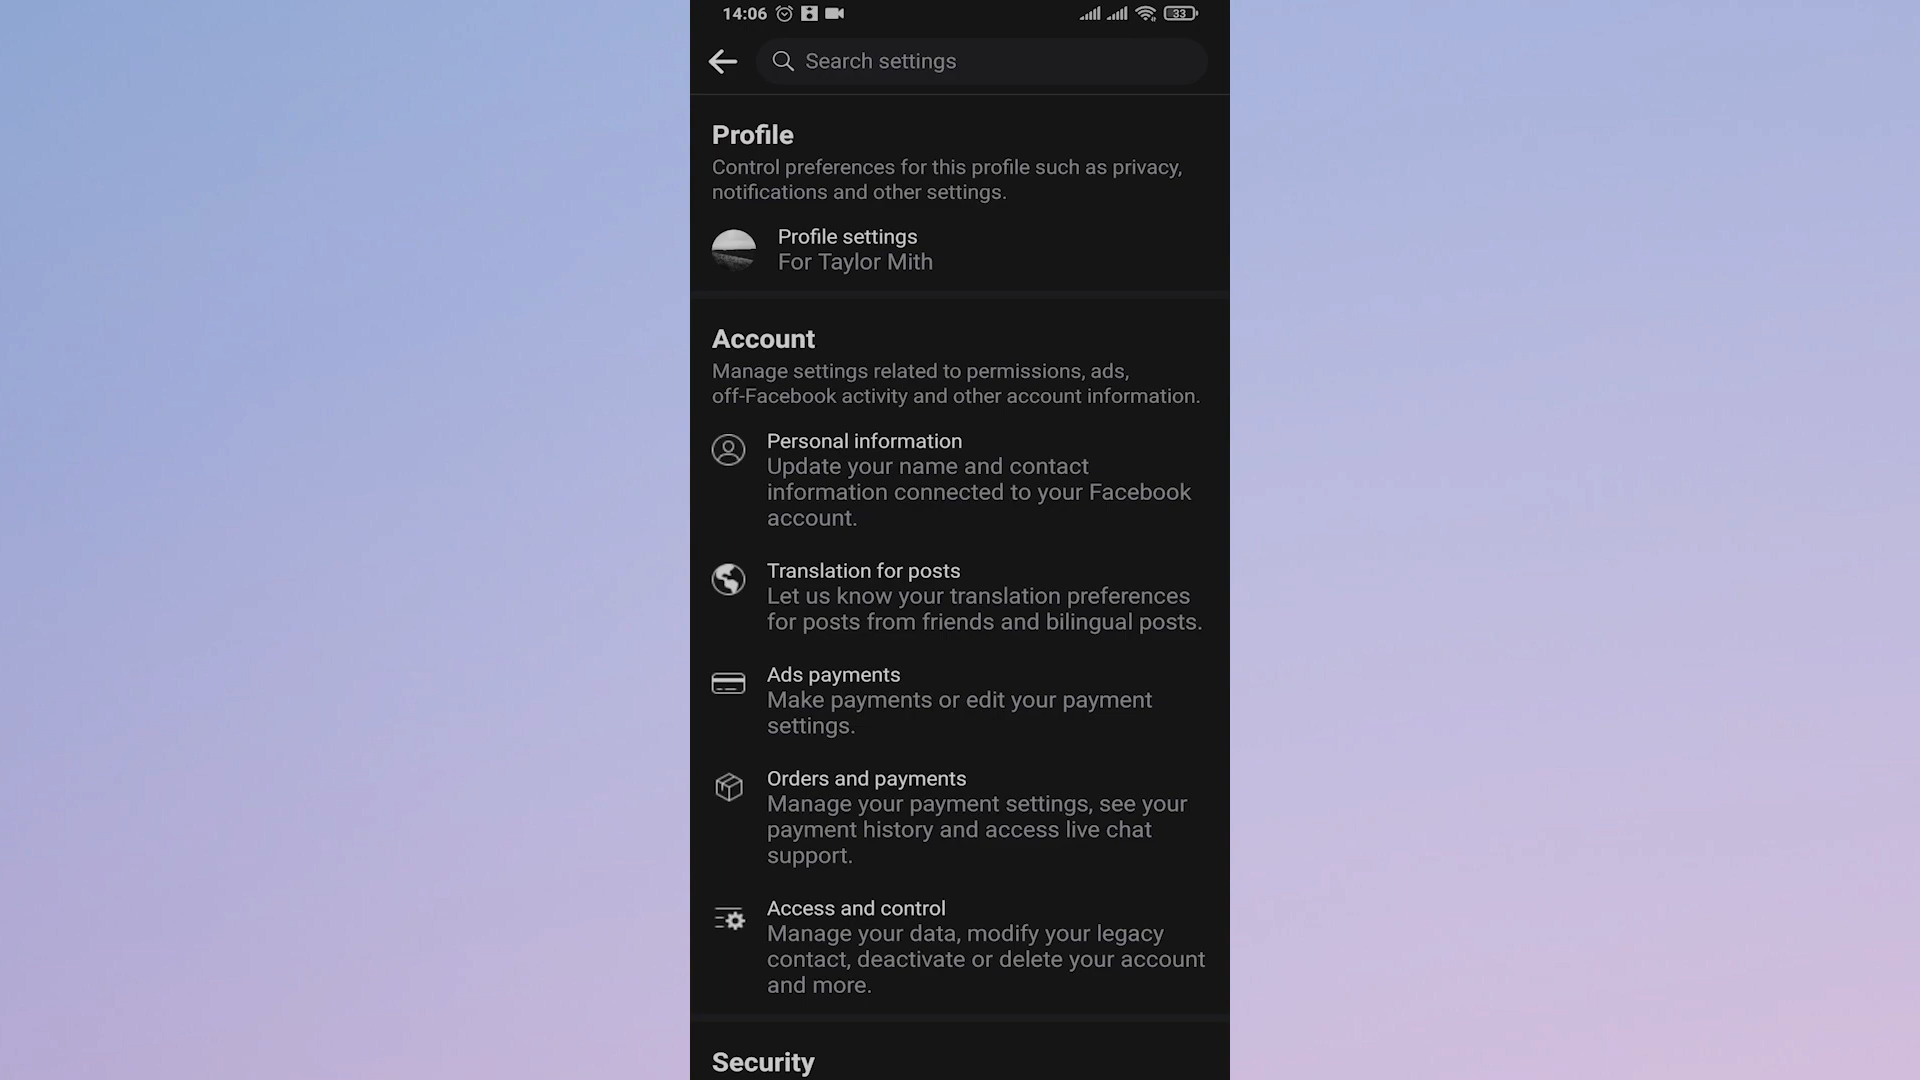 14:06
33
Search settings
Profile
Control preferences for this profile such as privacy,
notifications and other settings.
Profile settings
For Taylor Mith
Account
Manage settings related to permissions, ads,
off-Facebook activity and other account information.
Personal information
Update your name and contact
information connected to your Facebook
account.
Translation for posts
Let us know your translation preferences
for posts from friends and bilingual posts.
Ads payments
Make payments or edit your payment
settings.
Orders and payments
Manage your payment settings, see your
payment history and access live chat
support.
Access and control
Manage your data, modify your legacy
contact, deactivate or delete your account
and more.
Security